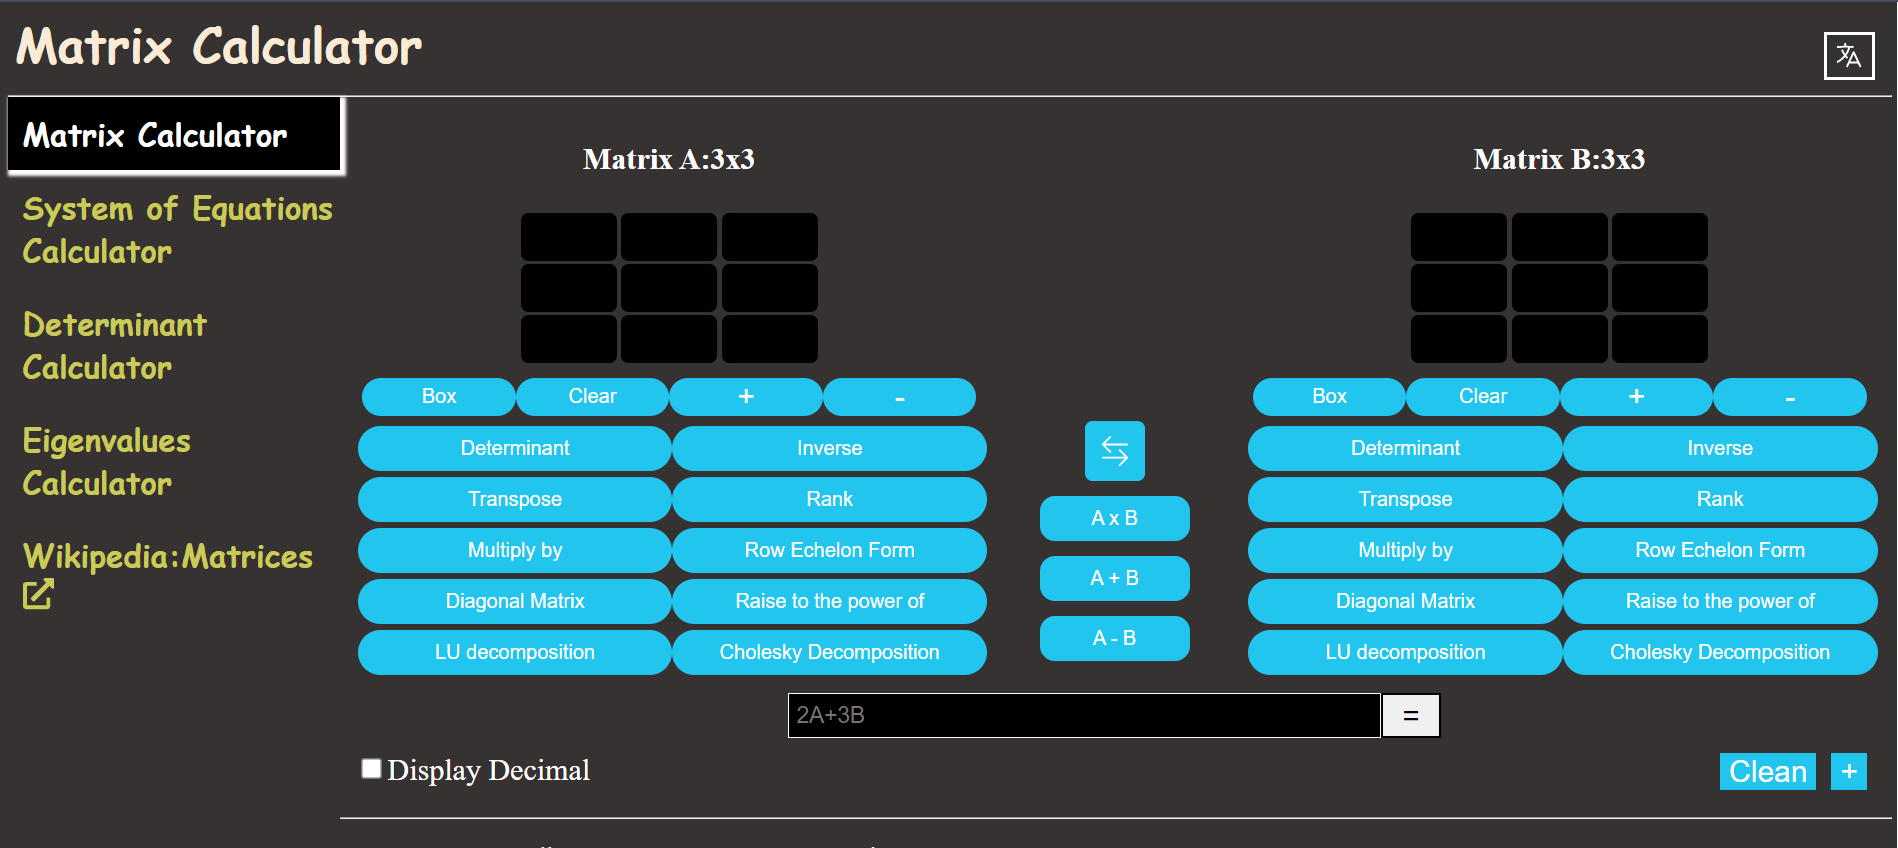 Matrix Calculator
Matrix Calculator
System of Equations
Calculator
Determinant
Calculator
Eigenvalues
Calculator
Wikipedia:Matrices
Matrix A:3x3
Box Clear + -
Determinant Inverse
Transpose Rank
Multiply by Row Echelon Form
Diagonal Matrix Raise to the power of
LU decomposition Cholesky Decomposition
A x B
A + B
A - B
Matrix B:3x3
Box Clear + -
Determinant Inverse
Transpose Rank
Multiply by Row Echelon Form
Diagonal Matrix Raise to the power of
LU decomposition Cholesky Decomposition
2A+3B =
Display Decimal
Clean +